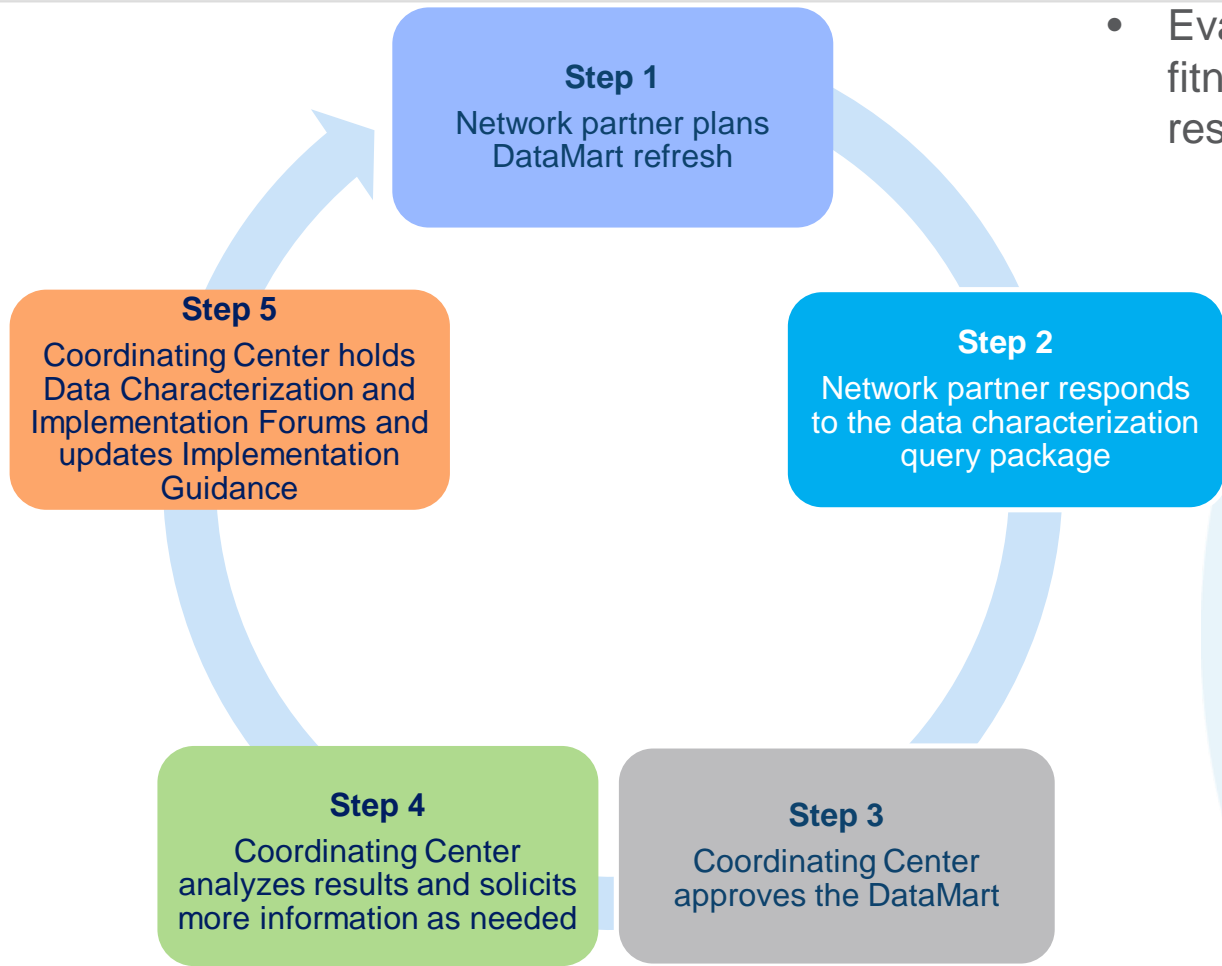 Step 1
Network partner plans
DataMart refresh
•
Step 2
Network partner responds
to the data characterization
query package
Step 3
Coordinating Center
approves the DataMart
Step 4
Coordinating Center
analyzes results and solicits
more information as needed
Step 5
Coordinating Center holds
Data Characterization and
Implementation Forums and
updates Implementation
Guidance